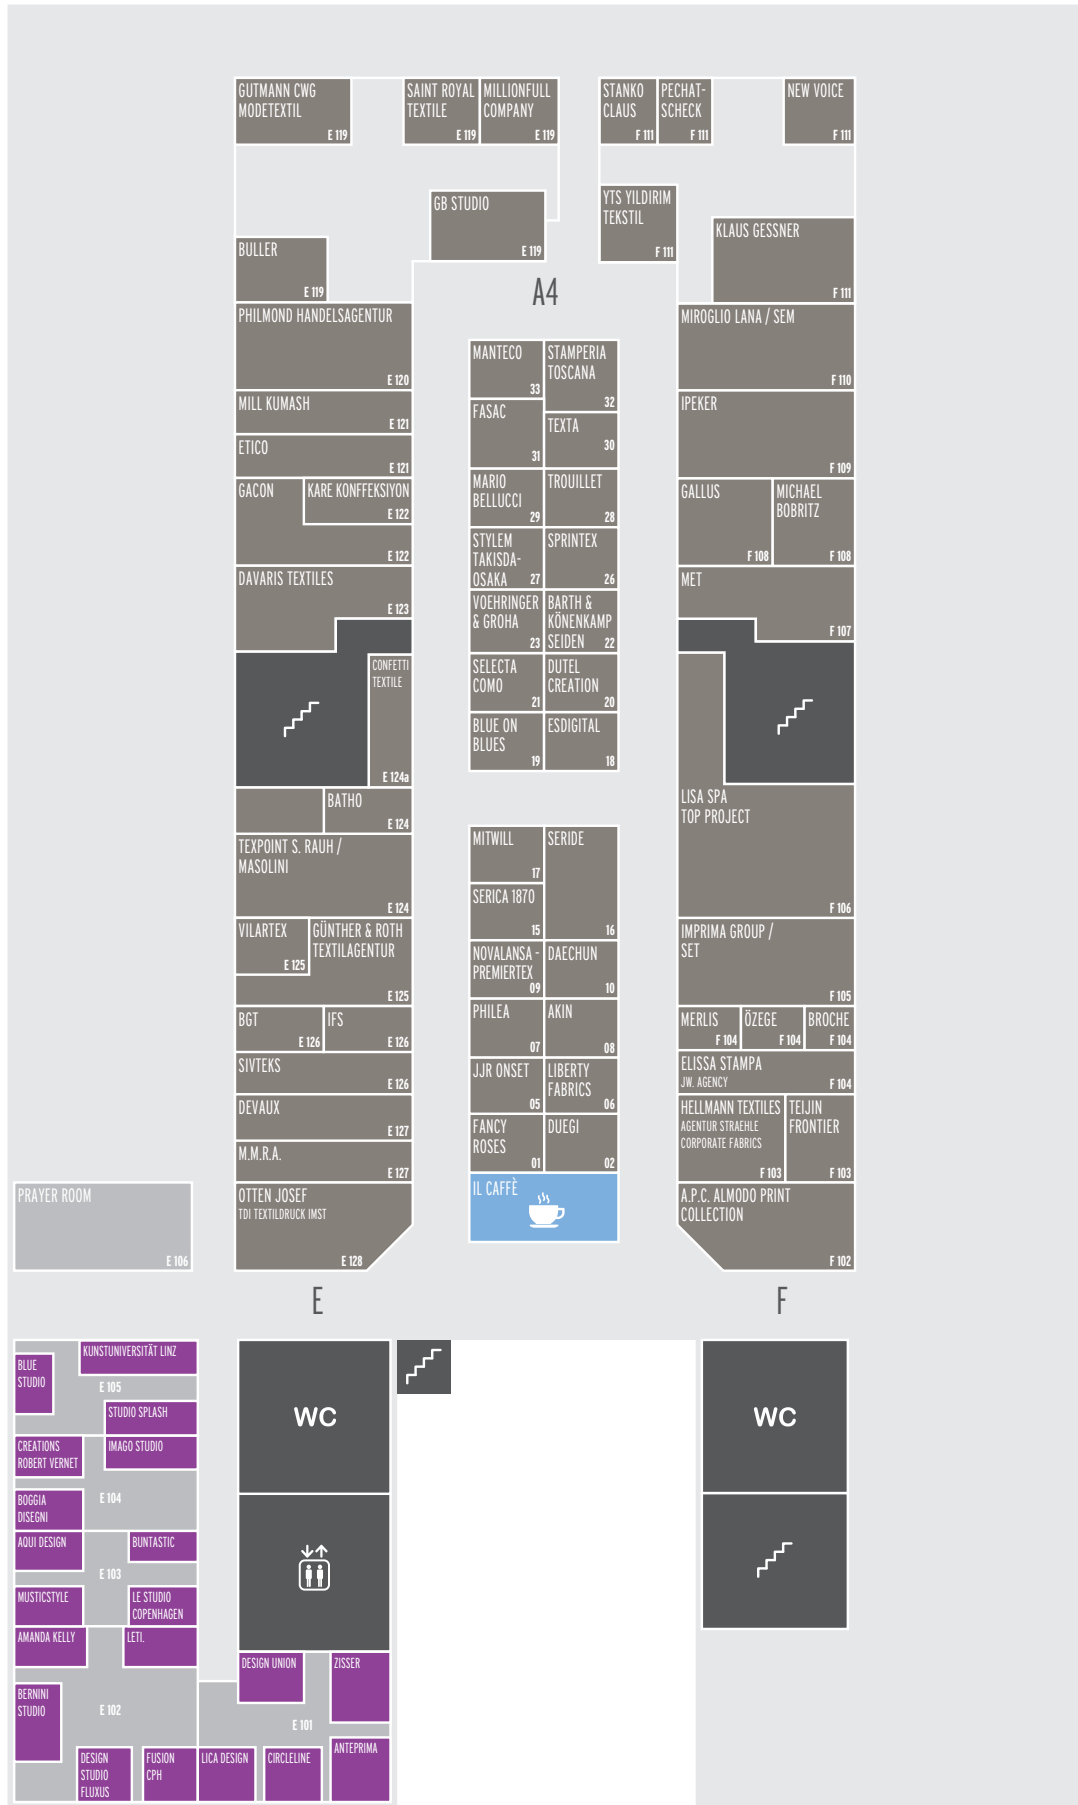 GUTMANN CWG
MODETEXTIL
E 119
SAINT ROYAL
TEXTILE
E 119
MILLIONFULL
COMPANY
E 119
STANKO
CLAUS
F 111
PECHAT-
SCHECK
F 111
NEW VOICE
F 111
GB STUDIO
E 119
YTS YILDIRIM
TEKSTIL
F 111
KLAUS GESSNER
F 111
BULLER
E 119
A4
PHILMOND HANDELSAGENTUR
E 120
MILL KUMASH
E 121
ETICO
E 121
GACON
E 122
KARE KONFFEKSIYON
E 122
DAVARIS TEXTILES
E 123
CONFETTI
TEXTILE
E 124a
BATHO
E 124
TEXPOINT S. RAUH /
MASOLINI
E 124
VILARTEX
E 125
GÜNTHER & ROTH
TEXTILAGENTUR
E 125
BGT
E 126
IFS
E 126
SIVTEKS
E 126
DEVAUX
E 127
M.M.R.A.
E 127
OTTEN JOSEF
TDI TEXTILDRUCK IMST
E 128
MANTECO
33
STAMPERIA
TOSCANA
32
FASAC
31
TEXTA
30
MARIO
BELLUCCI
29
TROUILLET
28
STYLEM
TAKISDA-
OSAKA
27
SPRINTEX
26
VOEHRINGER
& GROHA
23
BARTH &
KÖNENKAMP
SEIDEN
22
SELECTA
COMO
21
DUTEL
CREATION
20
BLUE ON
BLUES
19
ESDIGITAL
18
MITWILL
17
SERIDE
16
SERICA 1870
15
NOVALANSA -
PREMIERTEX
09
DAECHUN
10
PHILEA
07
AKIN
08
JJR ONSET
05
LIBERTY
FABRICS
06
FANCY
ROSES
01
DUEGI
02
IL CAFFÈ
MIROGLIO LANA / SEM
F 110
IPEKER
F 109
GALLUS
F 108
MICHAEL
BOBRITZ
F 108
MET
F 107
LISA SPA
TOP PROJECT
F 106
IMPRIMA GROUP /
SET
F 105
MERLIS
F 104
ÖZEGE
F 104
BROCHE
F 104
ELISSA STAMPA
JW. AGENCY
F 104
HELLMANN TEXTILES
AGENTUR STRAEHLE
CORPORATE FABRICS
F 103
TEIJIN
FRONTIER
F 103
A.P.C. ALMODO PRINT
COLLECTION
F 102
PRAYER ROOM
E 106
E
F
BLUE
STUDIO
KUNSTUNIVERSITÄT LINZ
E 105
STUDIO SPLASH
CREATIONS
ROBERT VERNET
IMAGO STUDIO
E 104
BOGGIA
DISEGNI
AQUI DESIGN
BUNTASTIC
E 103
MUSTICSTYLE
LE STUDIO
COPENHAGEN
AMANDA KELLY
LETI.
BERNINI
STUDIO
E 102
DESIGN
STUDIO
FLUXUS
FUSION
CPH
LICA DESIGN
CIRCLELINE
ANTEPRIMA
E 101
DESIGN UNION
ZISSER
WC
WC